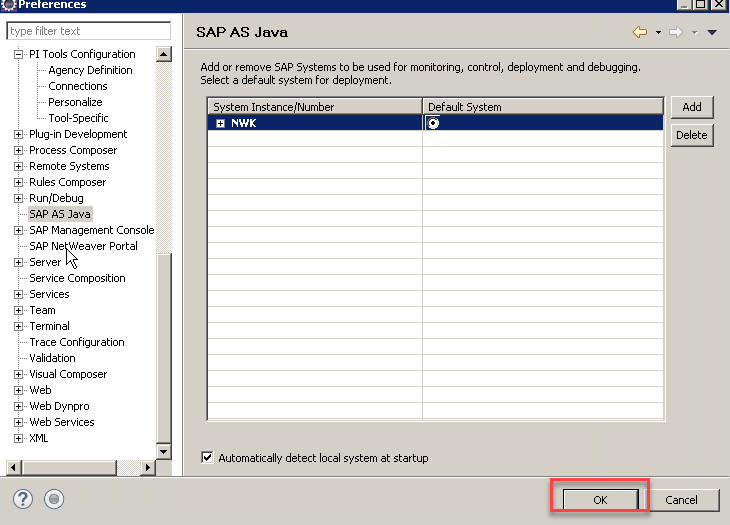 Preferences
type filter text
PI Tools Configuration
Agency Definition
Connections
Personalize
Tool-Specific
Plug-in Development
Process Composer
Remote Systems
Rules Composer
Run/Debug
SAP AS Java
SAP Management Console
SAP NetWeaver Portal
Server
Service Composition
Services
Team
Terminal
Trace Configuration
Validation
Visual Composer
Web
Web Dynpro
Web Services
XML
SAP AS Java
Add or remove SAP Systems to be used for monitoring, control, deployment and debugging.
Select a default system for deployment.
System Instance/Number Default System
NWK
Add
Delete
Automatically detect local system at startup
?
OK Cancel